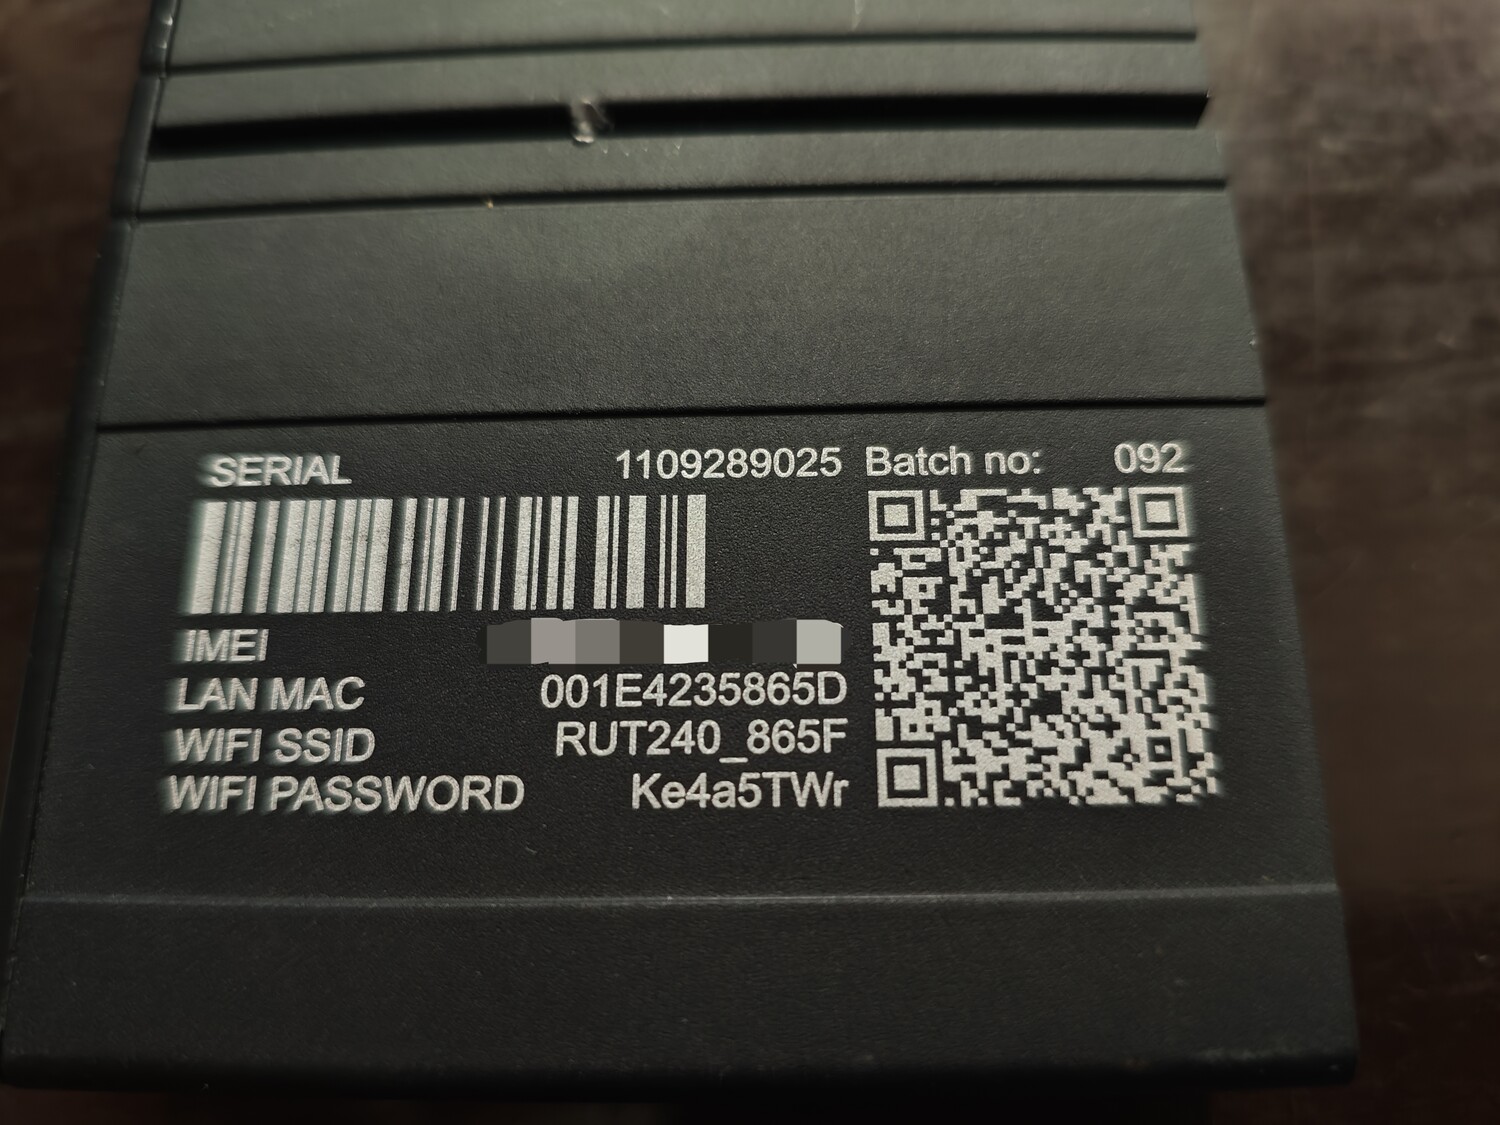 SERIAL 1109289025 Batch no: 092
IMEI
LAN MAC 001E4235865D
WIFI SSID RUT240_865F
WIFI PASSWORD Ke4a5TWr